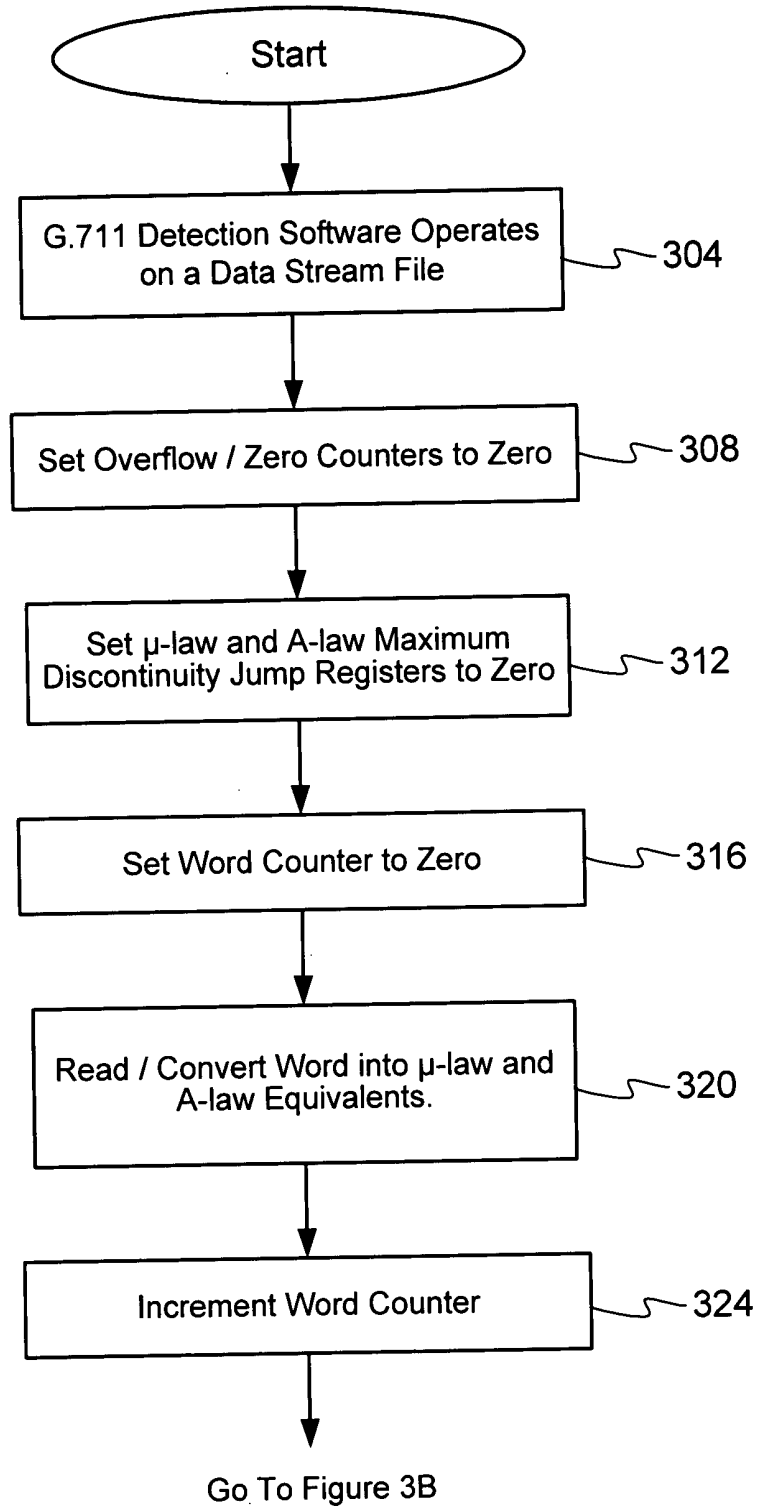 Start
G.711 Detection Software Operates
on a Data Stream File
304
Set Overflow / Zero Counters to Zero
308
Set µ-law and A-law Maximum
Discontinuity Jump Registers to Zero
312
Set Word Counter to Zero
316
Read / Convert Word into µ-law and
A-law Equivalents.
320
Increment Word Counter
324
Go To Figure 3B